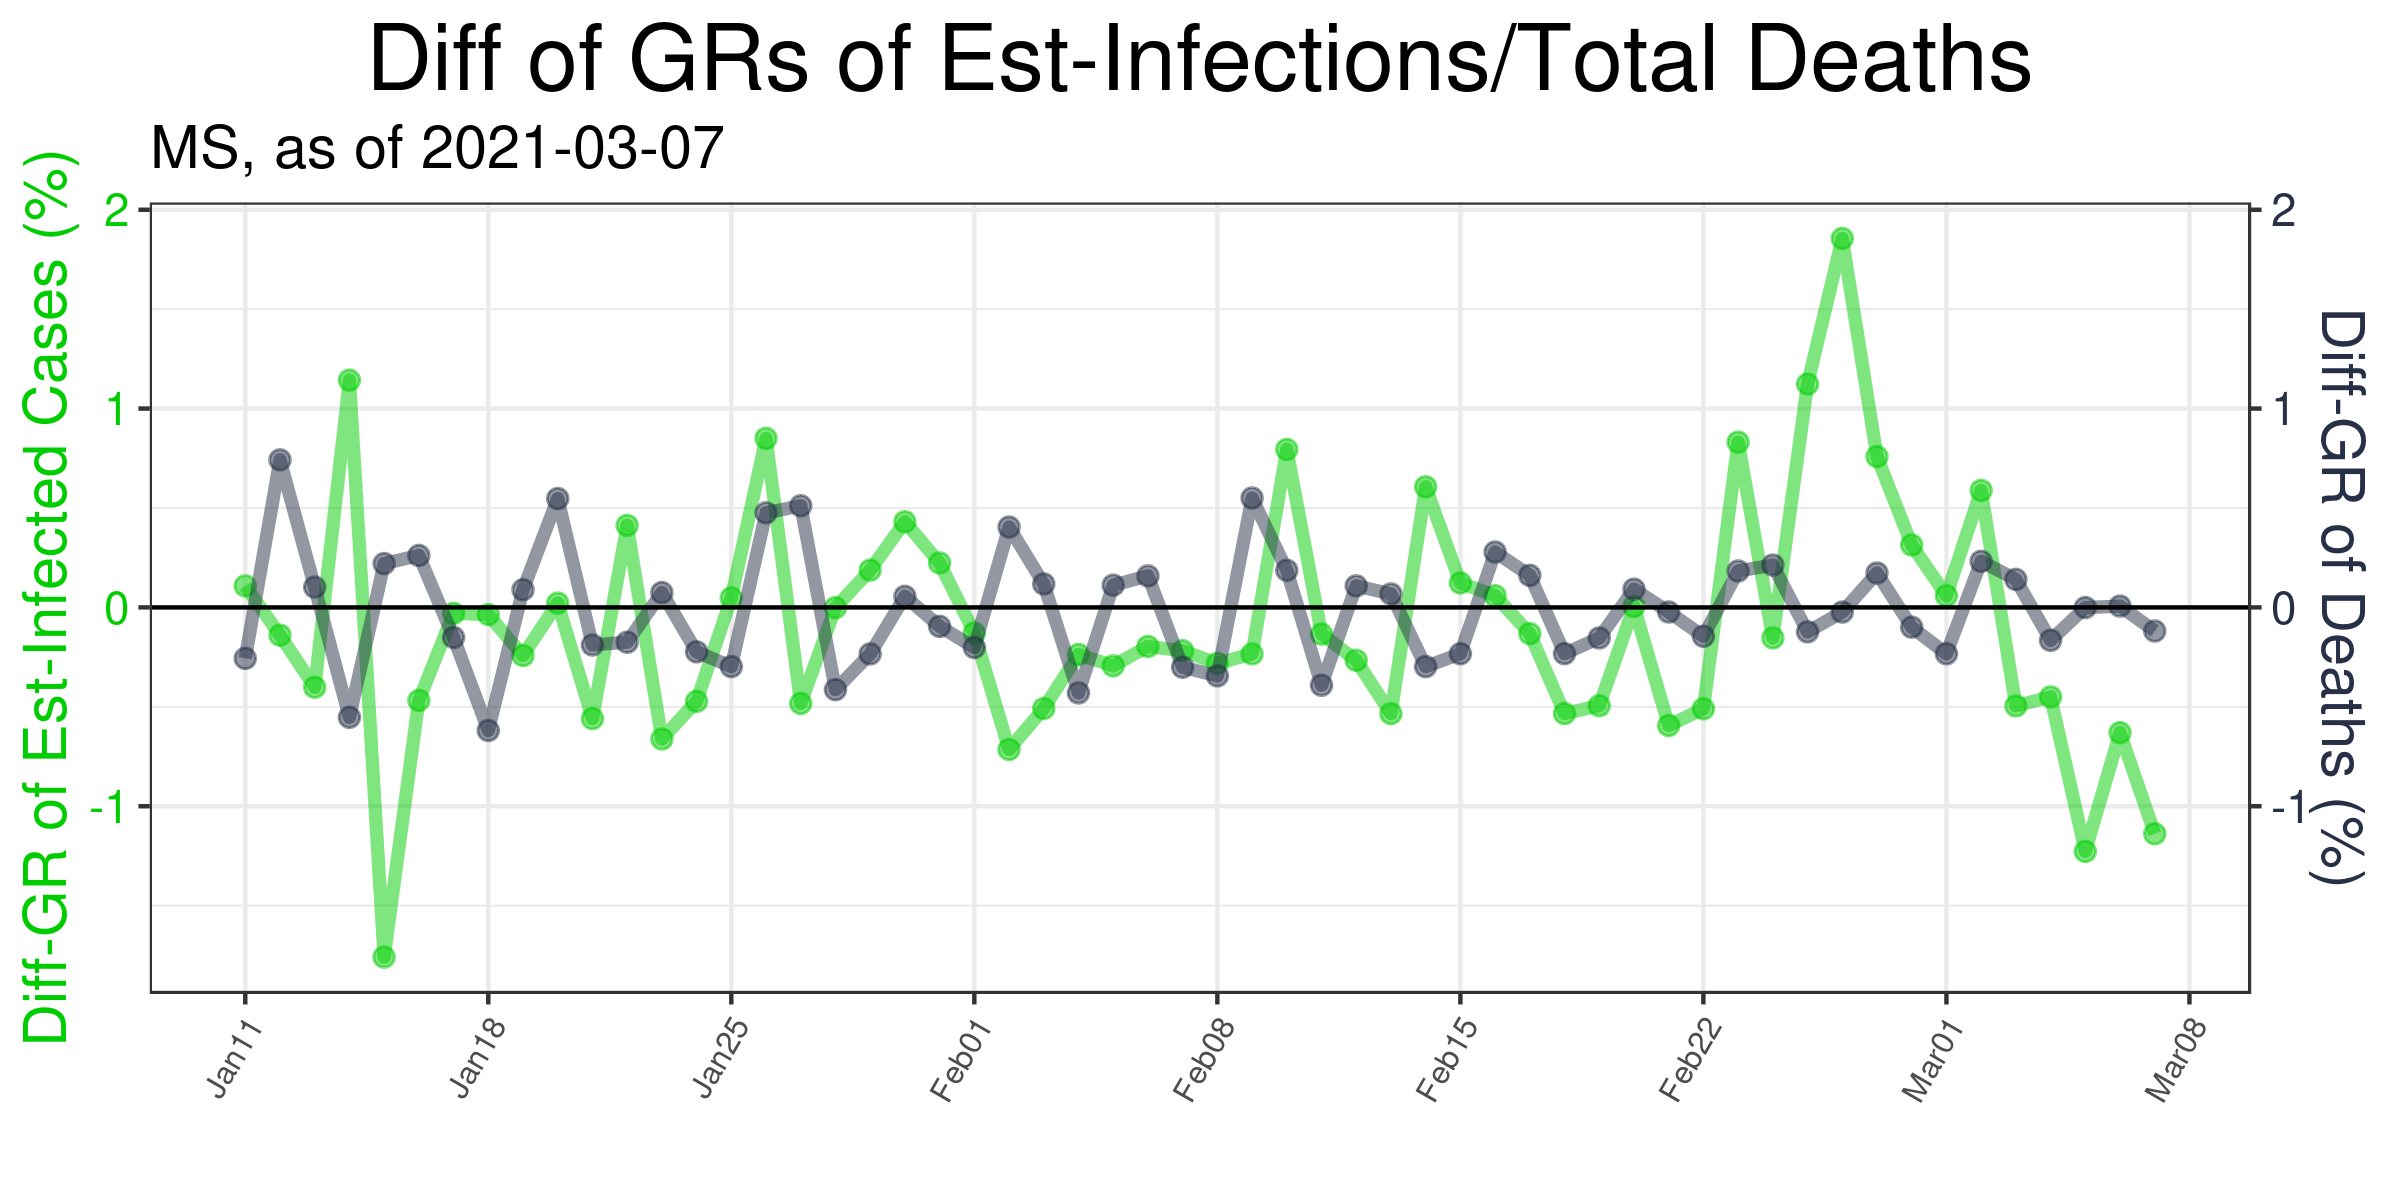 Diff of GRs of Est-Infections/Total Deaths
MS, as of 2021-03-07
Diff-GR of Est-Infected Cases (%)
2
1
0
-1
2
1
0
-1
Diff-GR of Deaths (%)
Jan11
Jan18
Jan25
Feb01
Feb08
Feb15
Feb22
Mar01
Mar08